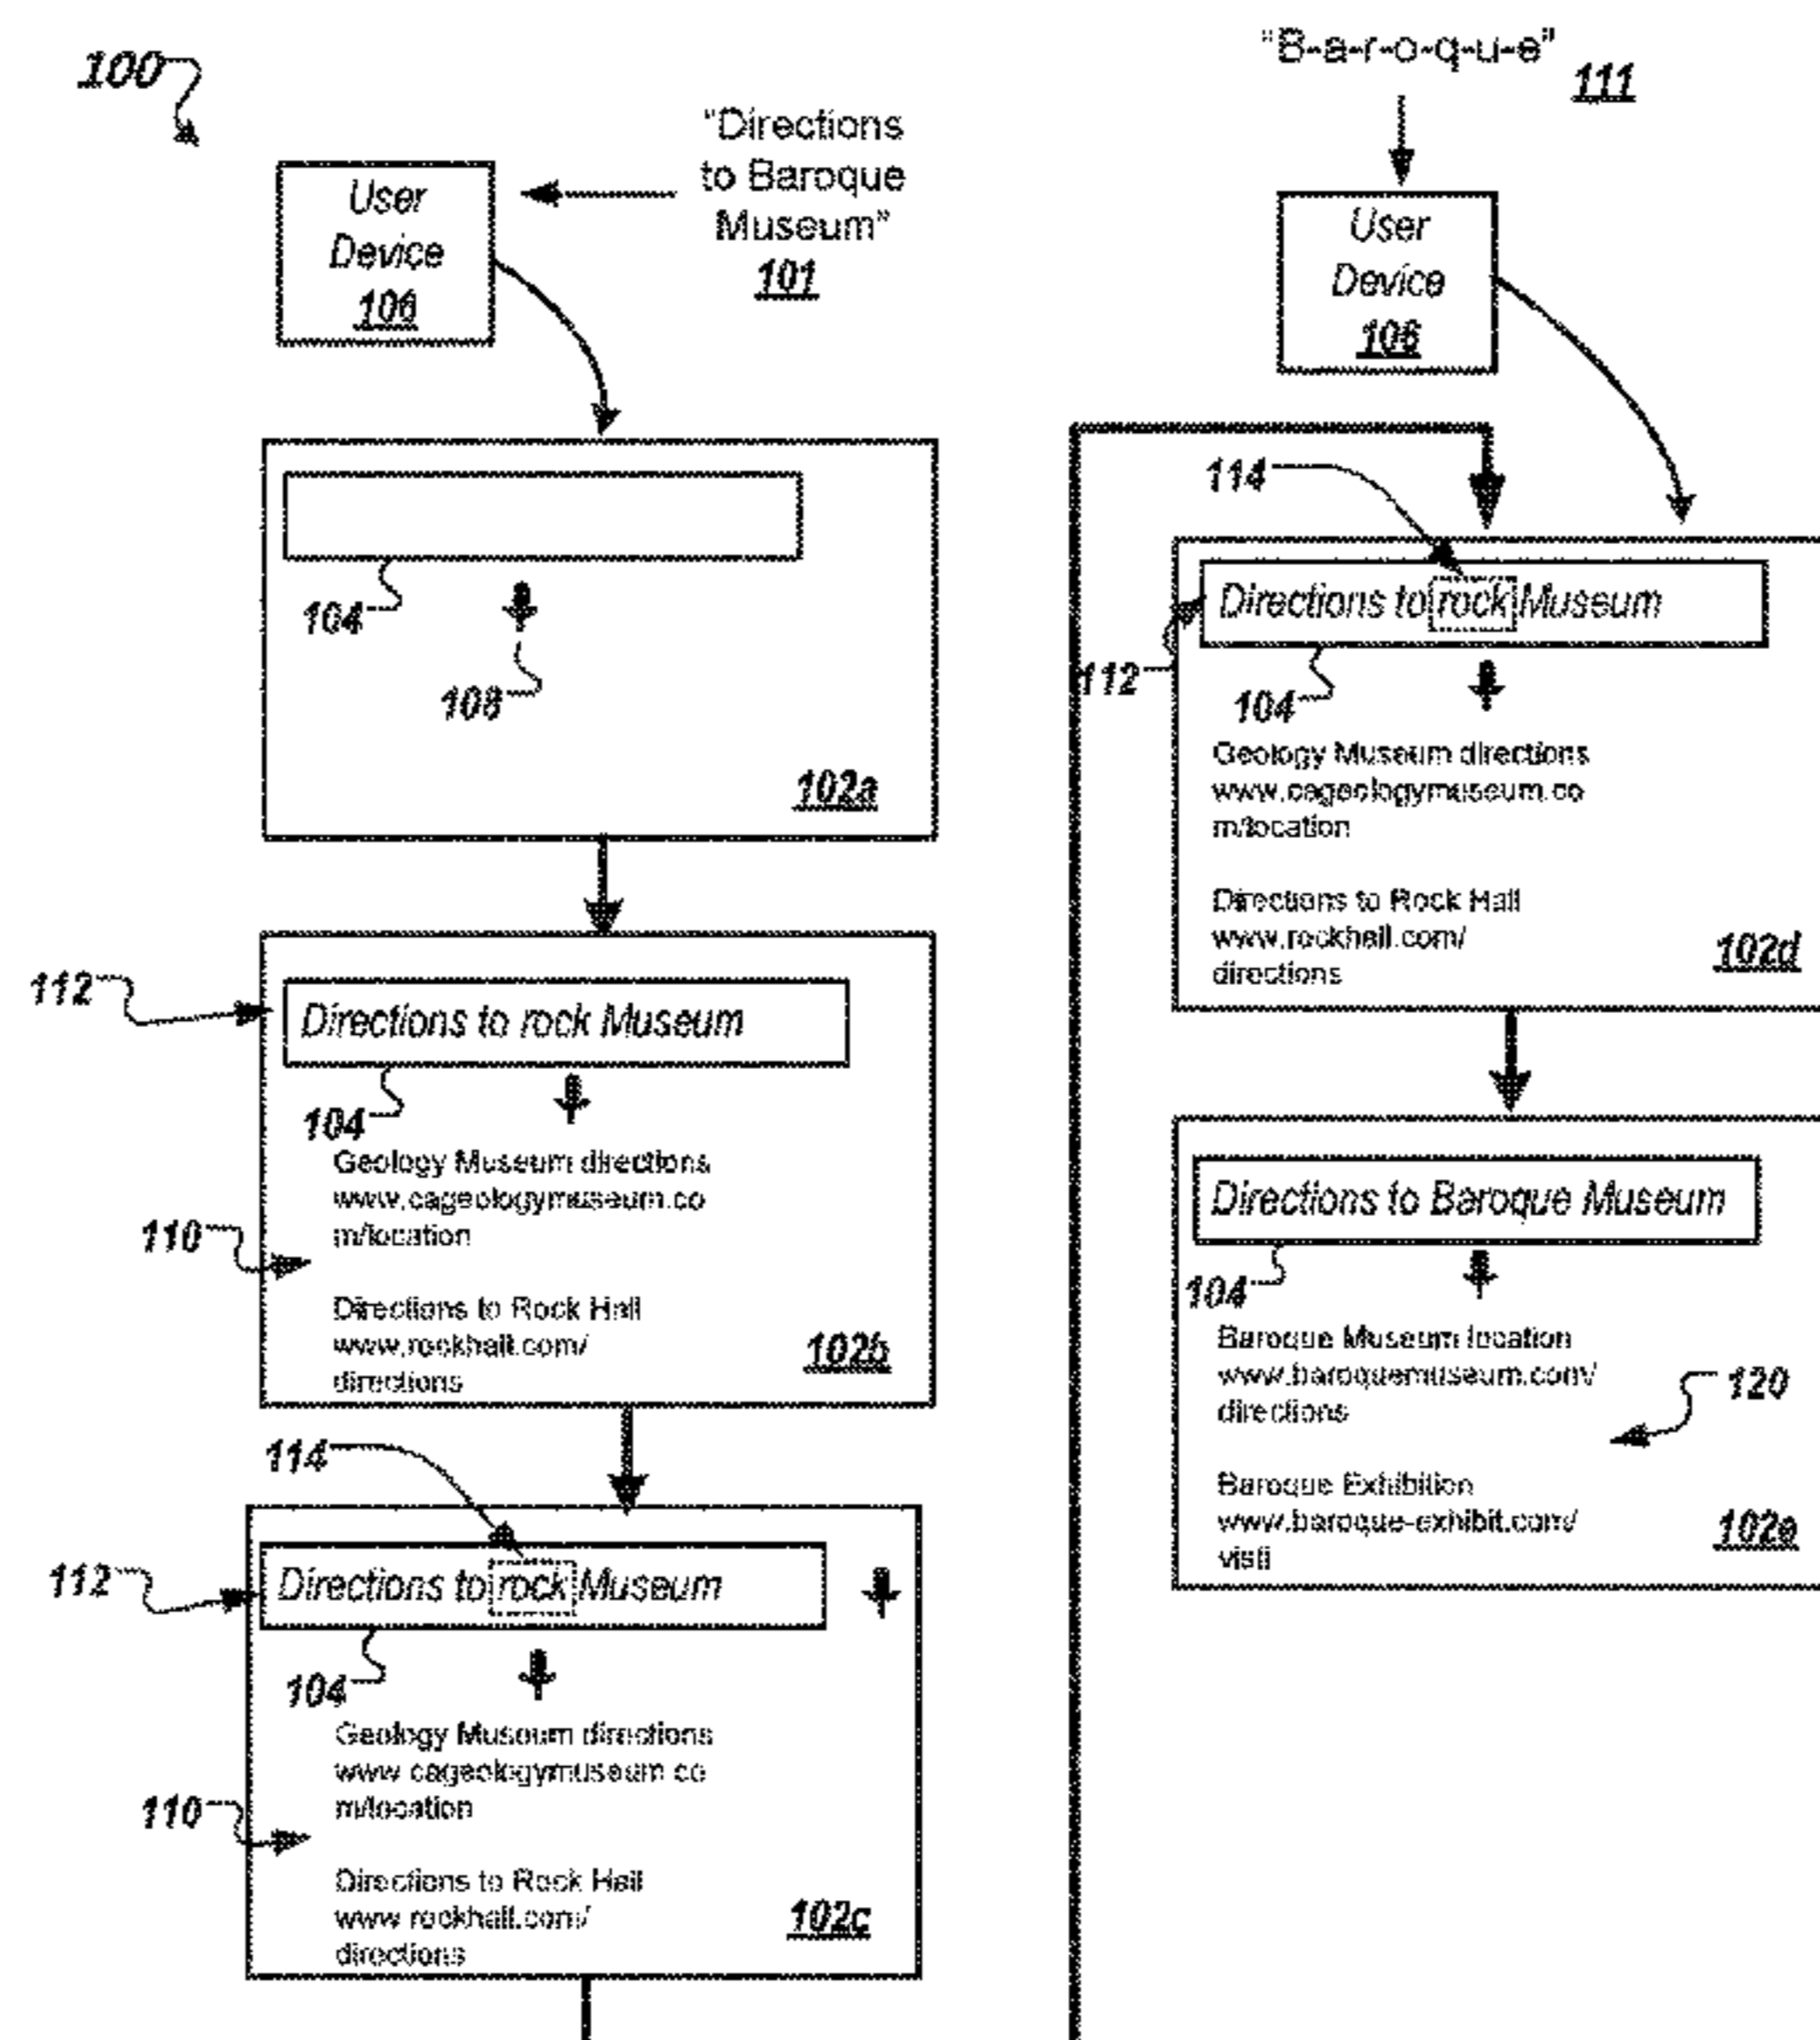 100
"Directions
to Baroque
Museum"
101
User
Device
106
104
108
102a
112
Directions to rock Museum
104
Geology Museum directions
www.cageologymuseum.co
m/location
110
Directions to Rock Hall
www.rockhall.com/
directions
102b
114
112
Directions to rock Museum
104
Geology Museum directions
www.cageologymuseum.co
m/location
110
Directions to Rock Hall
www.rockhall.com/
directions
102c
"B-a-r-o-q-u-e"
111
User
Device
106
114
Directions to rock Museum
112
104
Geology Museum directions
www.cageologymuseum.co
m/location
Directions to Rock Hall
www.rockhall.com/
directions
102d
Directions to Baroque Museum
104
Baroque Museum location
www.baroquemuseum.com/
directions
120
Baroque Exhibition
www.baroque-exhibit.com/
visti
102e